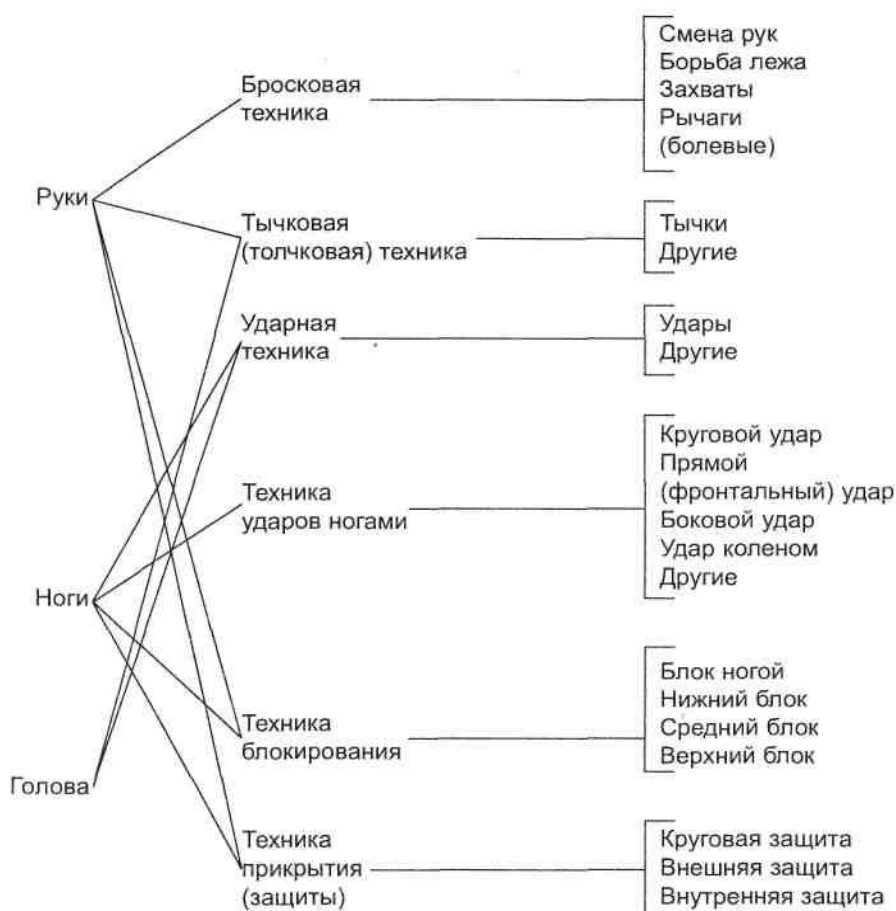 Руки
Ноги
Голова
Бросковая
техника
Тычковая
(толчковая) техника
Ударная
техника
Техника
ударов ногами
Техника
блокирования
Техника
прикрытия
(защиты)
Смена рук
Борьба лежа
Захваты
Рычаги
(болевые)
Тычки
Другие
Удары
Другие
Круговой удар
Прямой
(фронтальный) удар
Боковой удар
Удар коленом
Другие
Блок ногой
Нижний блок
Средний блок
Верхний блок
Круговая защита
Внешняя защита
Внутренняя защита